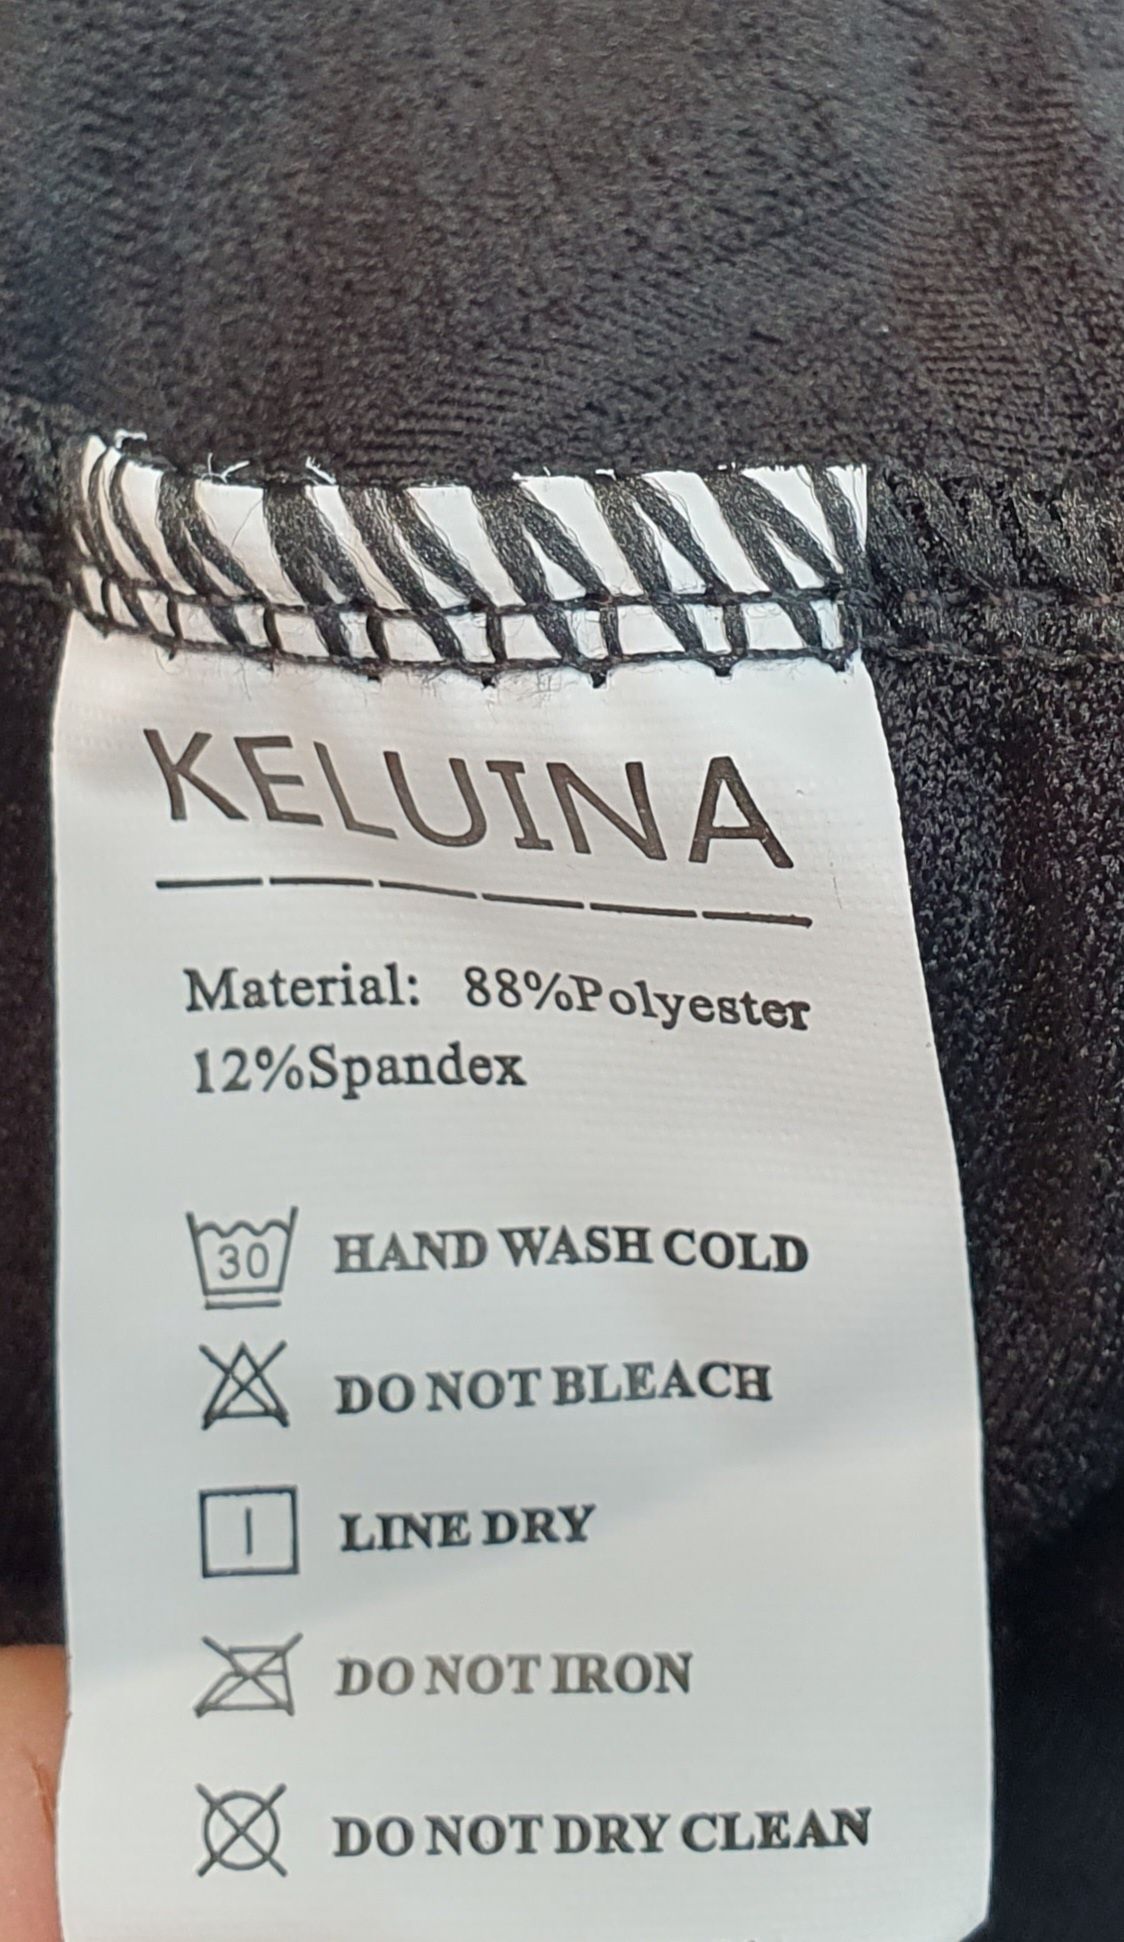 KELUINA
Material: 88%Polyester
12%Spandex
30 HAND WASH COLD
DO NOT BLEACH
LINE DRY
DO NOT IRON
DO NOT DRY CLEAN